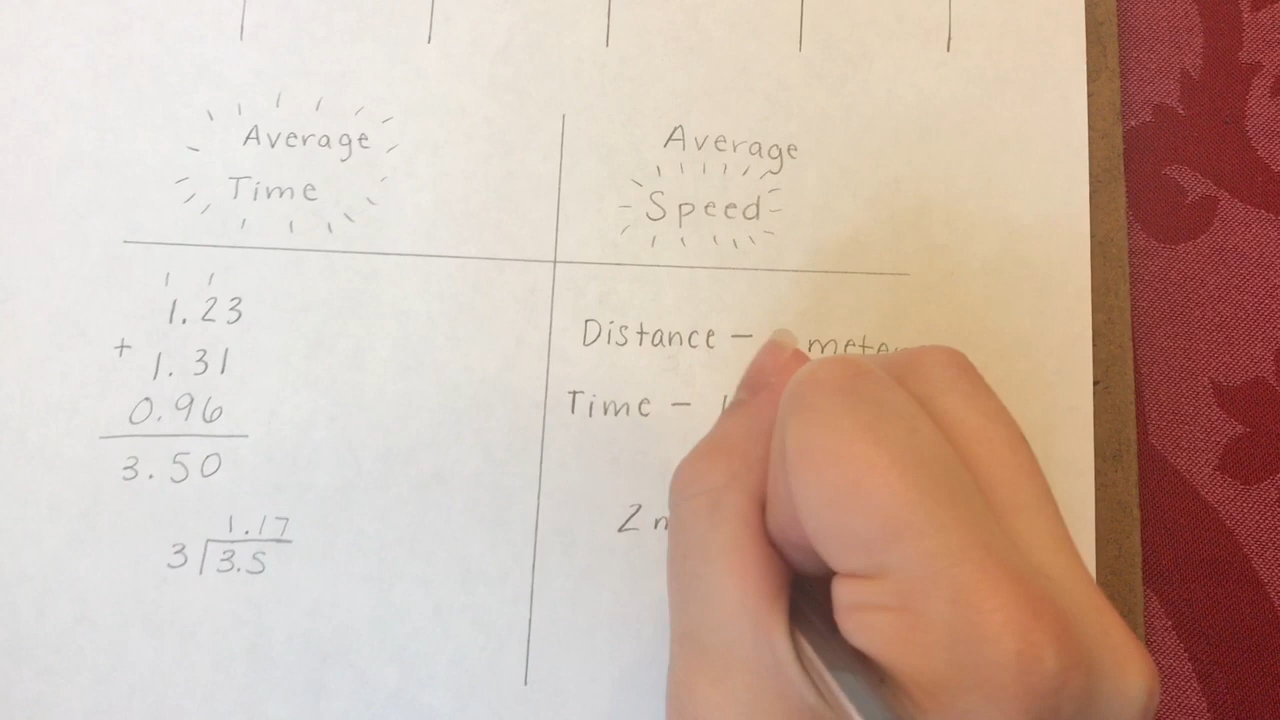 Average
Time
1.23
+ 1.31
0.96
3.50
1.17
3 3.5
Average
Speed
Distance –
Time –
2